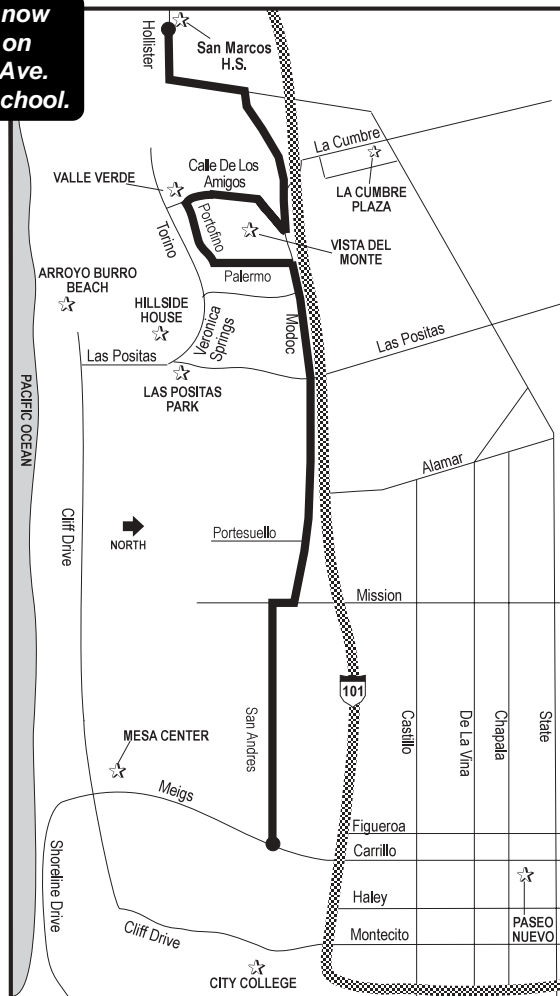 now
on
Ave.
chool.
Hollister
San Marcos
H.S.
La Cumbre
Calle De Los
Amigos
VALLE VERDE
LA CUMBRE
PLAZA
Portofino
Torino
VISTA DEL
MONTE
ARROYO BURRO
BEACH
Palermo
HILLSIDE
HOUSE
Veronica
Springs
Modoc
Las Positas
Las Positas
LAS POSITAS
PARK
PACIFIC OCEAN
Alamar
Cliff Drive
NORTH
Portesuello
Mission
101
San Andres
Castillo
De La Vina
Chapala
State
MESA CENTER
Meigs
Figueroa
Carrillo
Shoreline Drive
Haley
PASEO
NUEVO
Cliff Drive
Montecito
CITY COLLEGE